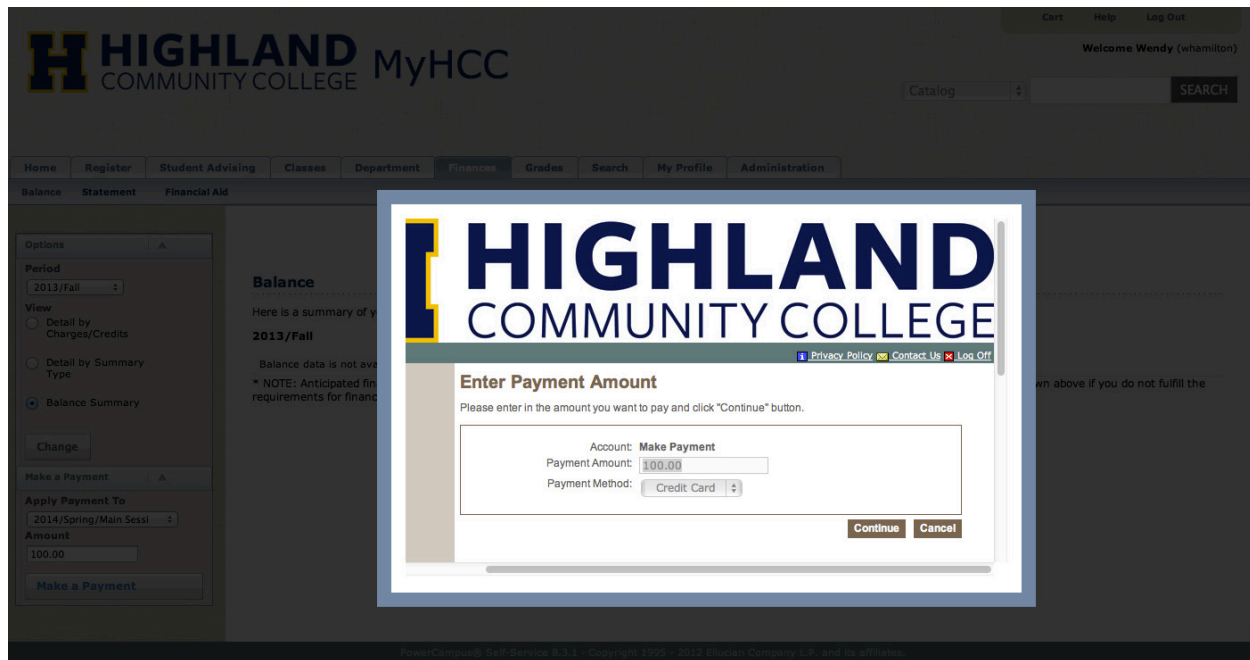 Cart Help Log Out
Welcome Wendy (whamilton)
H HIGHLAND
COMMUNITY COLLEGE MyHCC
Catalog SEARCH
Home Register Student Advising Classes Department Finances Grades Search My Profile Administration
Balance Statement Financial Aid
Options
Period
2013/Fall
View
Detail by
Charges/Credits
Detail by Summary
Type
Balance Summary
Change
Make a Payment
Apply Payment To
2014/Spring/Main Sessi
Amount
100.00
Make a Payment
Balance
Here is a summary of y
2013/Fall
Balance data is not ava
* NOTE: Anticipated fin
wn above if you do not fulfill the
requirements for financ
HIGHLAND
COMMUNITY COLLEGE
Privacy Policy Contact Us Log Off
Enter Payment Amount
Please enter in the amount you want to pay and click "Continue" button.
Account: Make Payment
Payment Amount: 100.00
Payment Method: Credit Card
Continue Cancel
PowerCampus® Self-Service 8.3.1 - Copyright 1995 - 2012 Ellucian Company L.P. and its affiliates.